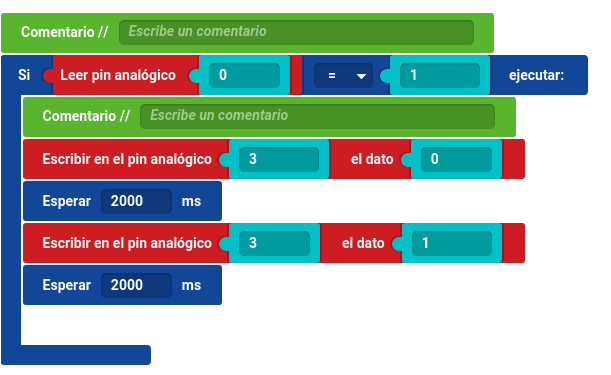 Comentario // Escribe un comentario
Si Leer pin analógico 0 = 1 ejecutar:
Comentario // Escribe un comentario
Escribir en el pin analógico 3 el dato 0
Esperar 2000 ms
Escribir en el pin analógico 3 el dato 1
Esperar 2000 ms